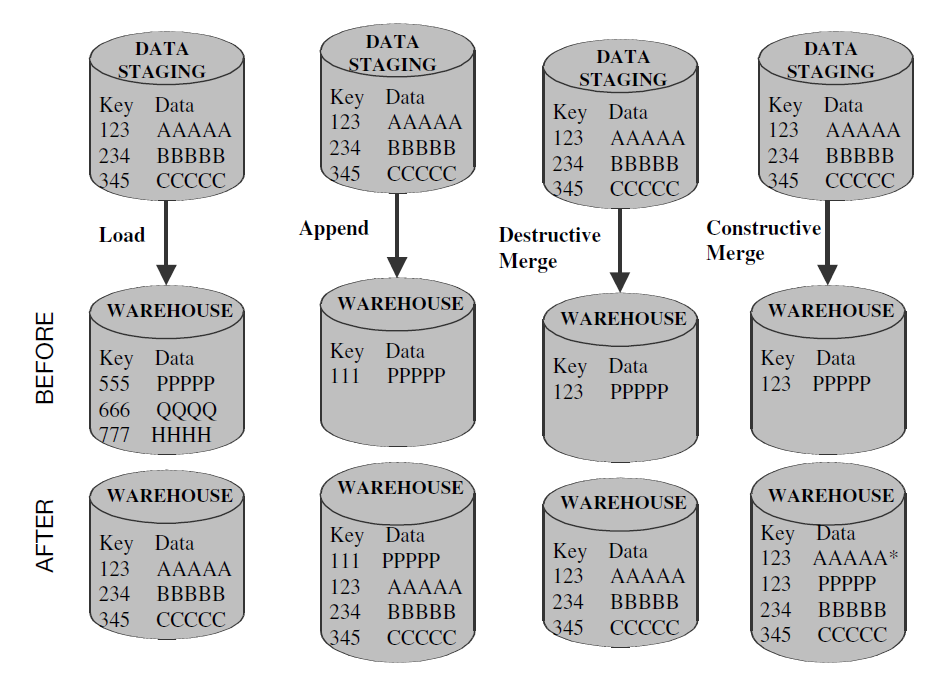 DATA
STAGING
Key Data
123 AAAAA
234 BBBBB
345 CCCCC
Load
WAREHOUSE
Key Data
555 PPPPP
666 QQQQ
777 HHHH
WAREHOUSE
Key Data
123 AAAAA
234 BBBBB
345 CCCCC
DATA
STAGING
Key Data
123 AAAAA
234 BBBBB
345 CCCCC
Append
WAREHOUSE
Key Data
111 PPPPP
WAREHOUSE
Key Data
111 PPPPP
123 AAAAA
234 BBBBB
345 CCCCC
DATA
STAGING
Key Data
123 AAAAA
234 BBBBB
345 CCCCC
Destructive
Merge
WAREHOUSE
Key Data
123 PPPPP
WAREHOUSE
Key Data
123 AAAAA
234 BBBBB
345 CCCCC
DATA
STAGING
Key Data
123 AAAAA
234 BBBBB
345 CCCCC
Constructive
Merge
WAREHOUSE
Key Data
123 PPPPP
WAREHOUSE
Key Data
123 AAAAA*
123 PPPPP
234 BBBBB
345 CCCCC
BEFORE
AFTER